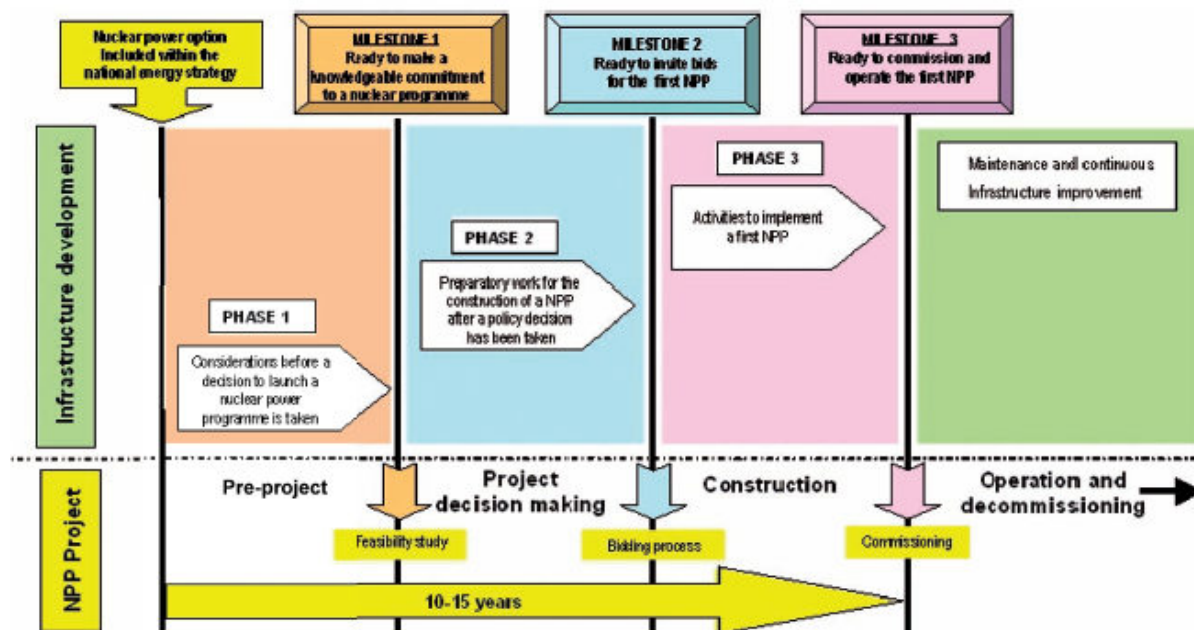 Nuclear power option
Included within the
national energy strategy
MILESTONE 1
Ready to make a
knowledgeable commitment
to a nuclear programme
MILESTONE 2
Ready to invite bids
for the first NPP
MILESTONE 3
Ready to commission and
operate the first NPP
Infrastructure development
PHASE 1
Considerations before a
decision to launch a
nuclear power
programme is taken
PHASE 2
Preparatory work for the
construction of a NPP
after a policy decision
has been taken
PHASE 3
Activities to implement
a first NPP
Maintenance and continuous
Infrastructure improvement
NPP Project
Pre-project
Project
decision making
Construction
Operation and
decommissioning
Feasibility study
Bidding process
Commissioning
10-15 years